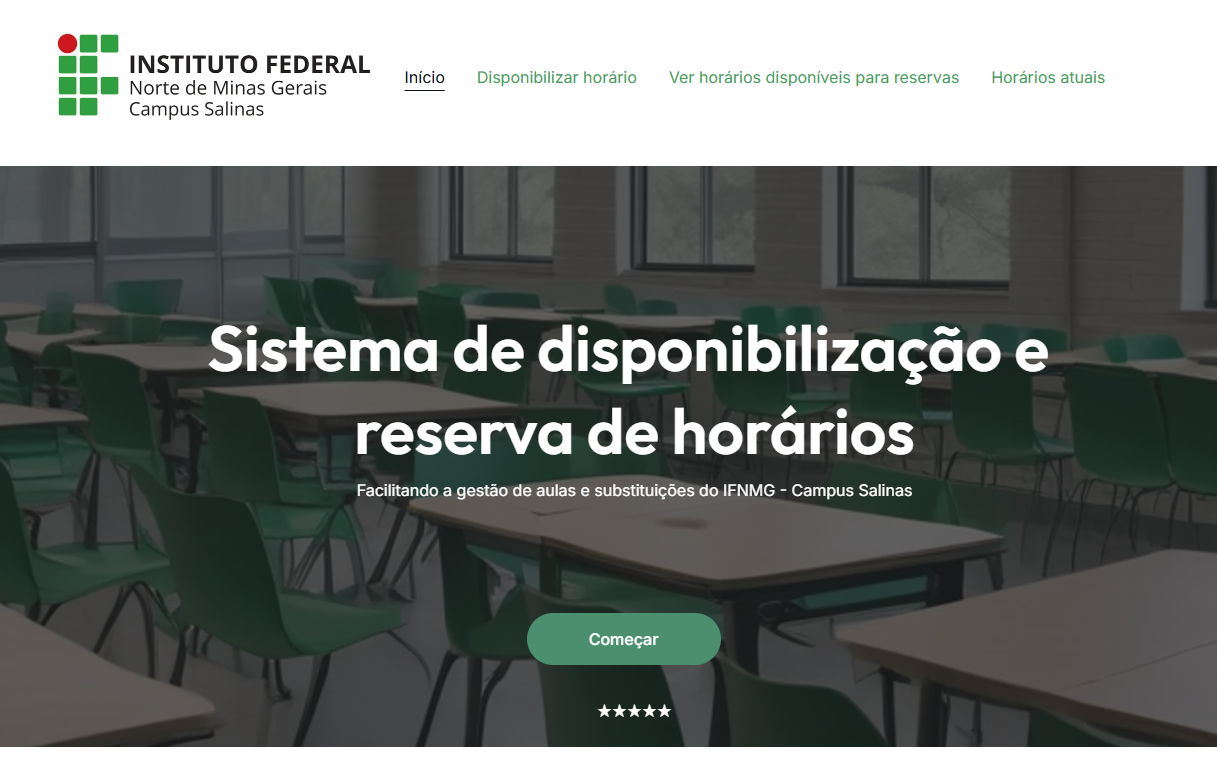 INSTITUTO FEDERAL
Norte de Minas Gerais
Campus Salinas
Início
Disponibilizar horário
Ver horários disponíveis para reservas
Horários atuais
Sistema de disponibilização e
reserva de horários
Facilitando a gestão de aulas e substituições do IFNMG - Campus Salinas
Começar